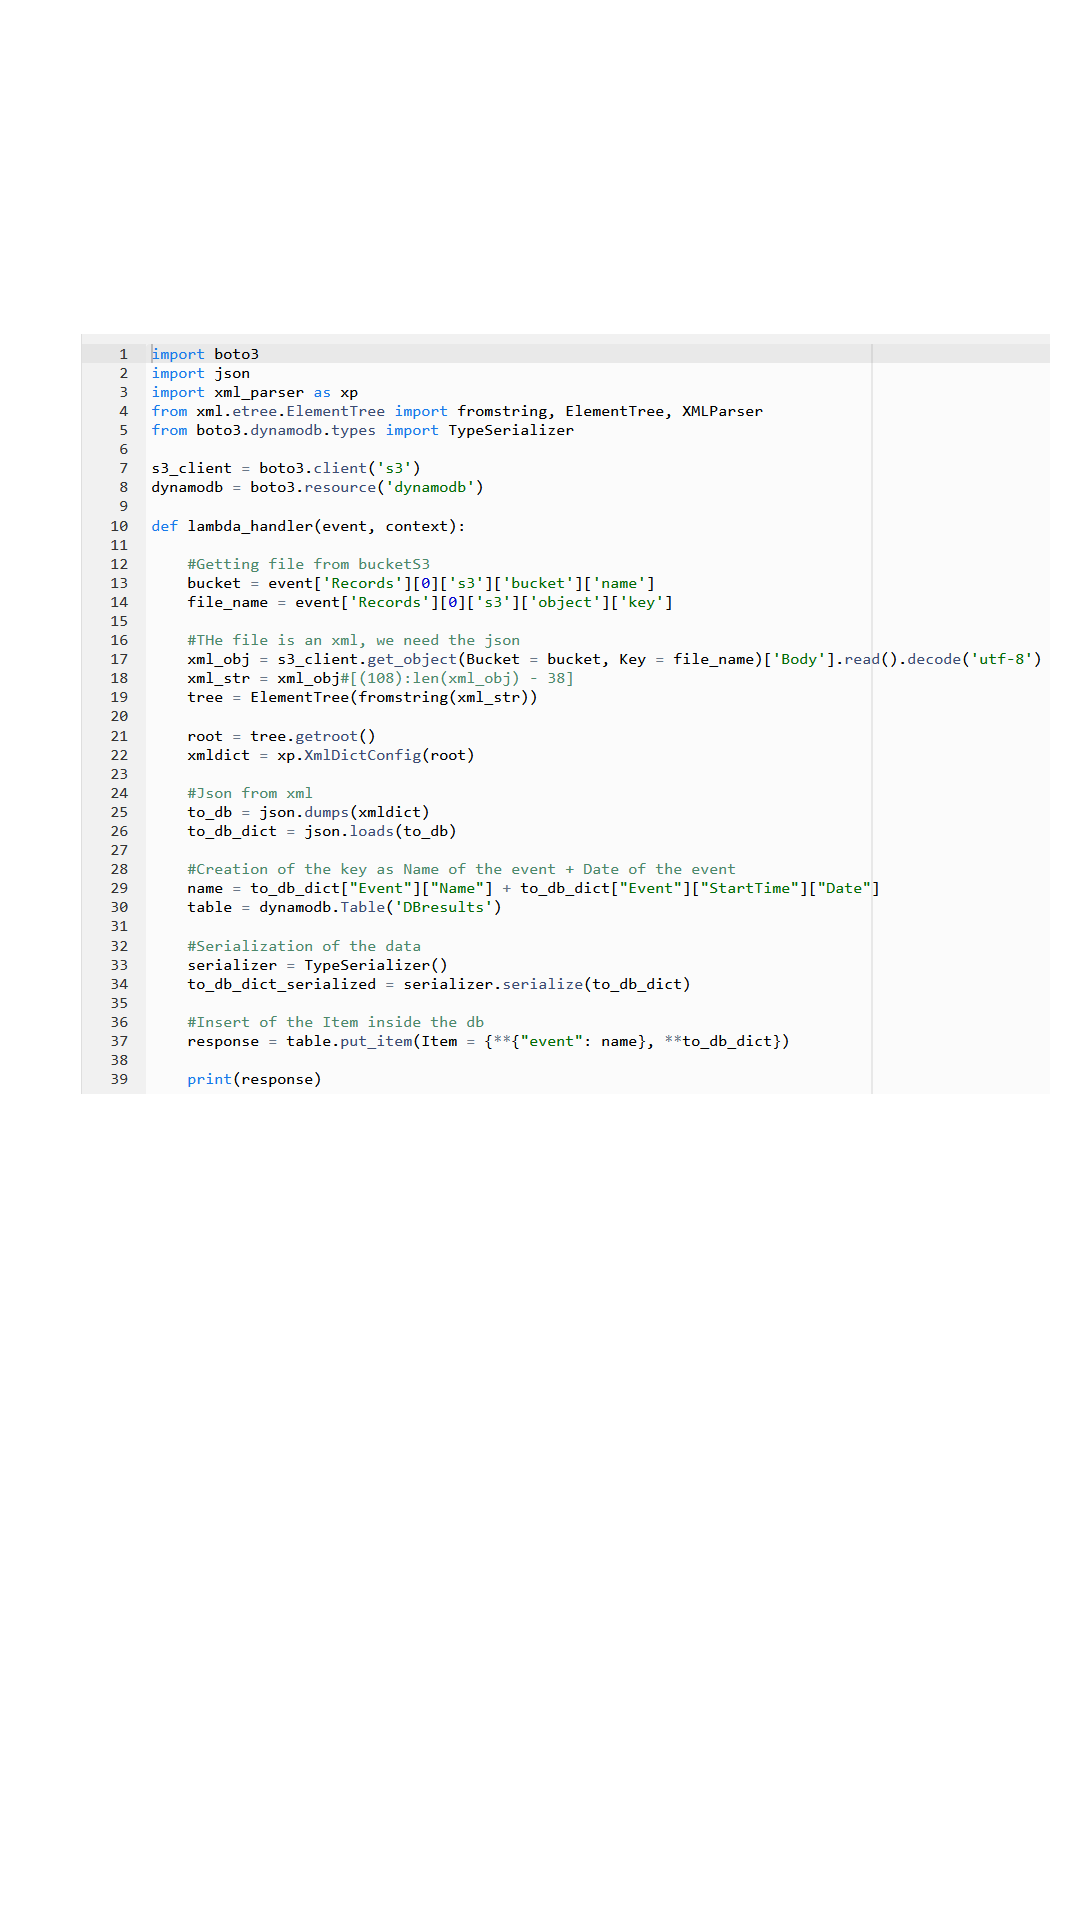 1 import boto3
2 import json
3 import xml_parser as xp
4 from xml.etree.ElementTree import fromstring, ElementTree, XMLParser
5 from boto3.dynamodb.types import TypeSerializer
6
7 s3_client = boto3.client('s3')
8 dynamodb = boto3.resource('dynamodb')
9
10 def lambda_handler(event, context):
11
12     #Getting file from bucketS3
13     bucket = event['Records'][0]['s3']['bucket']['name']
14     file_name = event['Records'][0]['s3']['object']['key']
15
16     #THe file is an xml, we need the json
17     xml_obj = s3_client.get_object(Bucket = bucket, Key = file_name)['Body'].read().decode('utf-8')
18     xml_str = xml_obj#[(108):len(xml_obj) - 38]
19     tree = ElementTree(fromstring(xml_str))
20
21     root = tree.getroot()
22     xmldict = xp.XmlDictConfig(root)
23
24     #Json from xml
25     to_db = json.dumps(xmldict)
26     to_db_dict = json.loads(to_db)
27
28     #Creation of the key as Name of the event + Date of the event
29     name = to_db_dict["Event"]["Name"] + to_db_dict["Event"]["StartTime"]["Date"]
30     table = dynamodb.Table('DBresults')
31
32     #Serialization of the data
33     serializer = TypeSerializer()
34     to_db_dict_serialized = serializer.serialize(to_db_dict)
35
36     #Insert of the Item inside the db
37     response = table.put_item(Item = {**{"event": name}, **to_db_dict})
38
39     print(response)